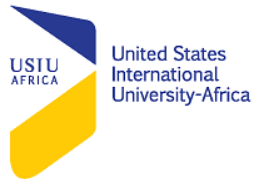 USIU
AFRICA
United States
International
University-Africa